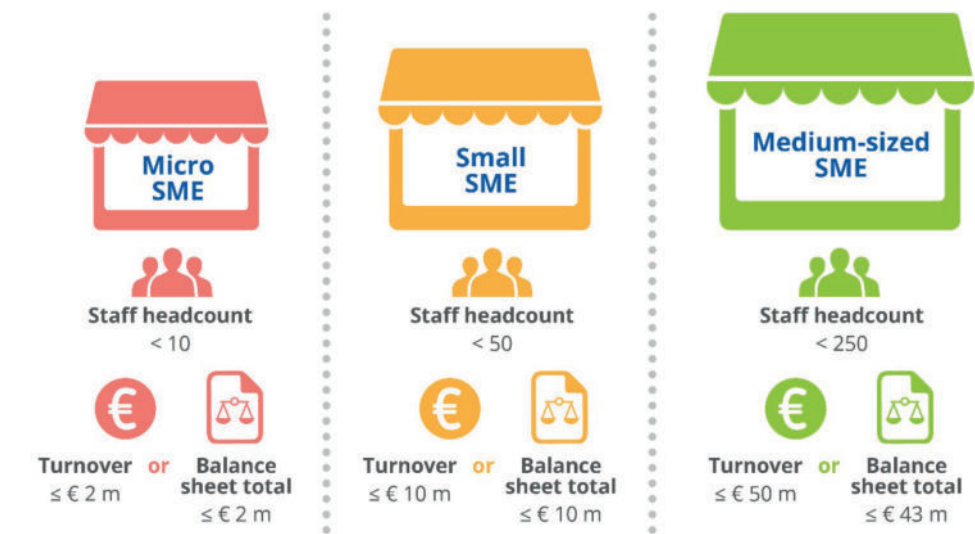 Micro
SME
Staff headcount
< 10
€
Turnover or Balance
sheet total
≤ € 2 m
≤ € 2 m
Small
SME
Staff headcount
< 50
€
Turnover or Balance
sheet total
≤ € 10 m
≤ € 10 m
Medium-sized
SME
Staff headcount
< 250
€
Turnover or Balance
sheet total
≤ € 50 m
≤ € 43 m